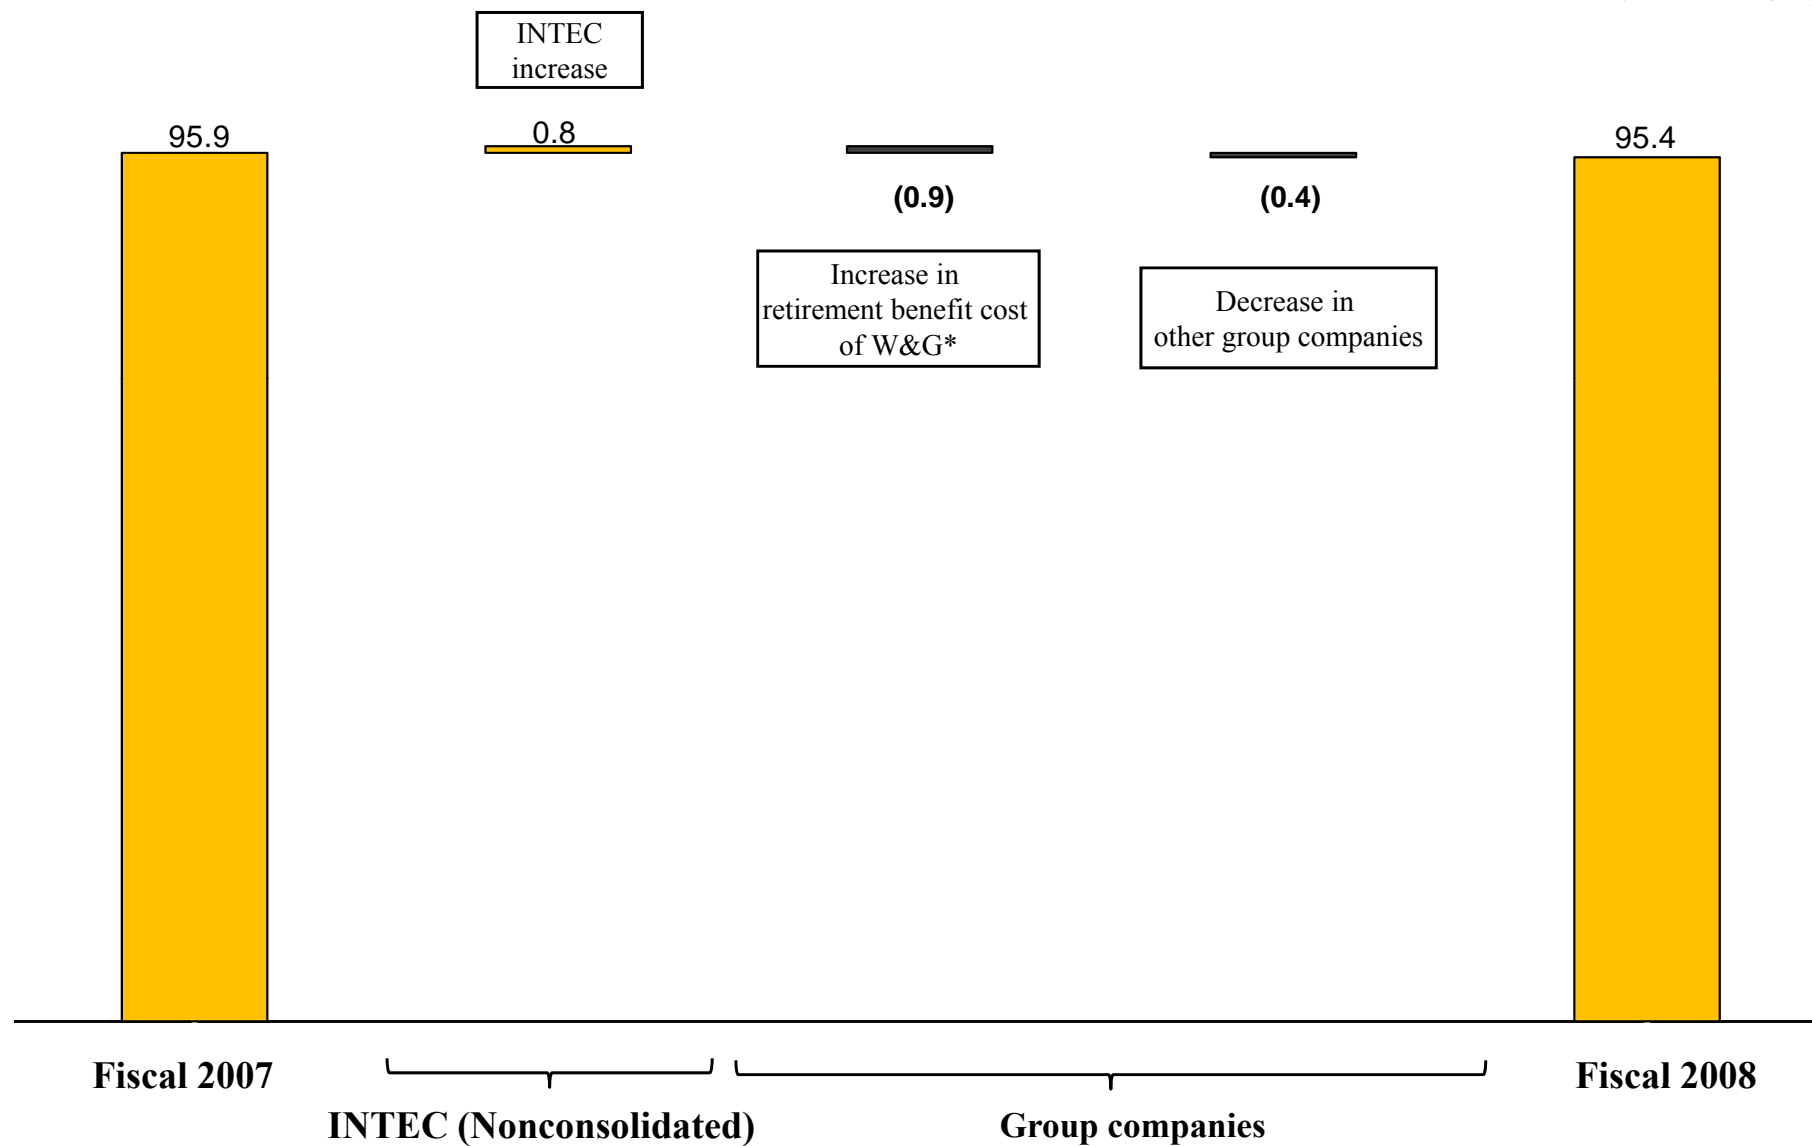 INTEC
increase
95.9
0.8
95.4
(0.9)
(0.4)
Increase in
retirement benefit cost
of W&G*
Decrease in
other group companies
Fiscal 2007
Fiscal 2008
INTEC (Nonconsolidated)
Group companies